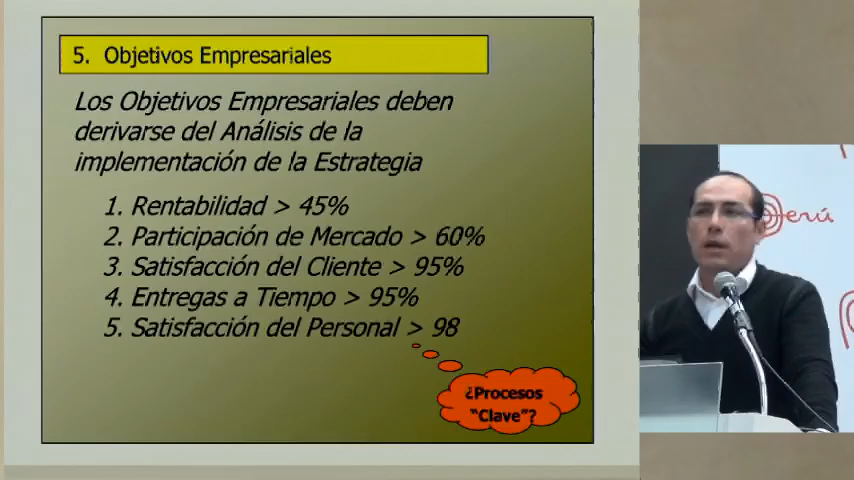 5. Objetivos Empresariales
Los Objetivos Empresariales deben
derivarse del Análisis de la
implementación de la Estrategia
1. Rentabilidad > 45%
2. Participación de Mercado > 60%
3. Satisfacción del Cliente > 95%
4. Entregas a Tiempo > 95%
5. Satisfacción del Personal > 98
¿Procesos
"Clave"?
Perú